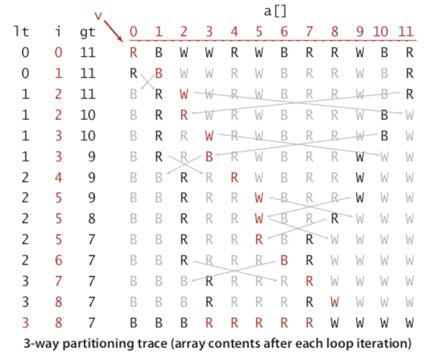 a[]
v
lt i gt 0 1 2 3 4 5 6 7 8 9 10 11
0 0 11 R B W W R W B R R W B R
0 1 11 R B W W R W B R R W B R
1 2 11 B R W W R W B R R W B R
1 2 10 B R R W R W B R R W B W
1 3 10 B R R W R W B R R W B W
1 3 9 B R R B R W B R R W W W
2 4 9 B B R R R W B R R W W W
2 5 9 B B R R R W B R R W W W
2 5 8 B B R R R W B R R W W W
2 5 7 B B R R R R B R W W W W
2 6 7 B B R R R R B R W W W W
3 7 7 B B B R R R R R W W W W
3 8 7 B B B R R R R R W W W W
3 8 7 B B B R R R R R W W W W
3-way partitioning trace (array contents after each loop iteration)